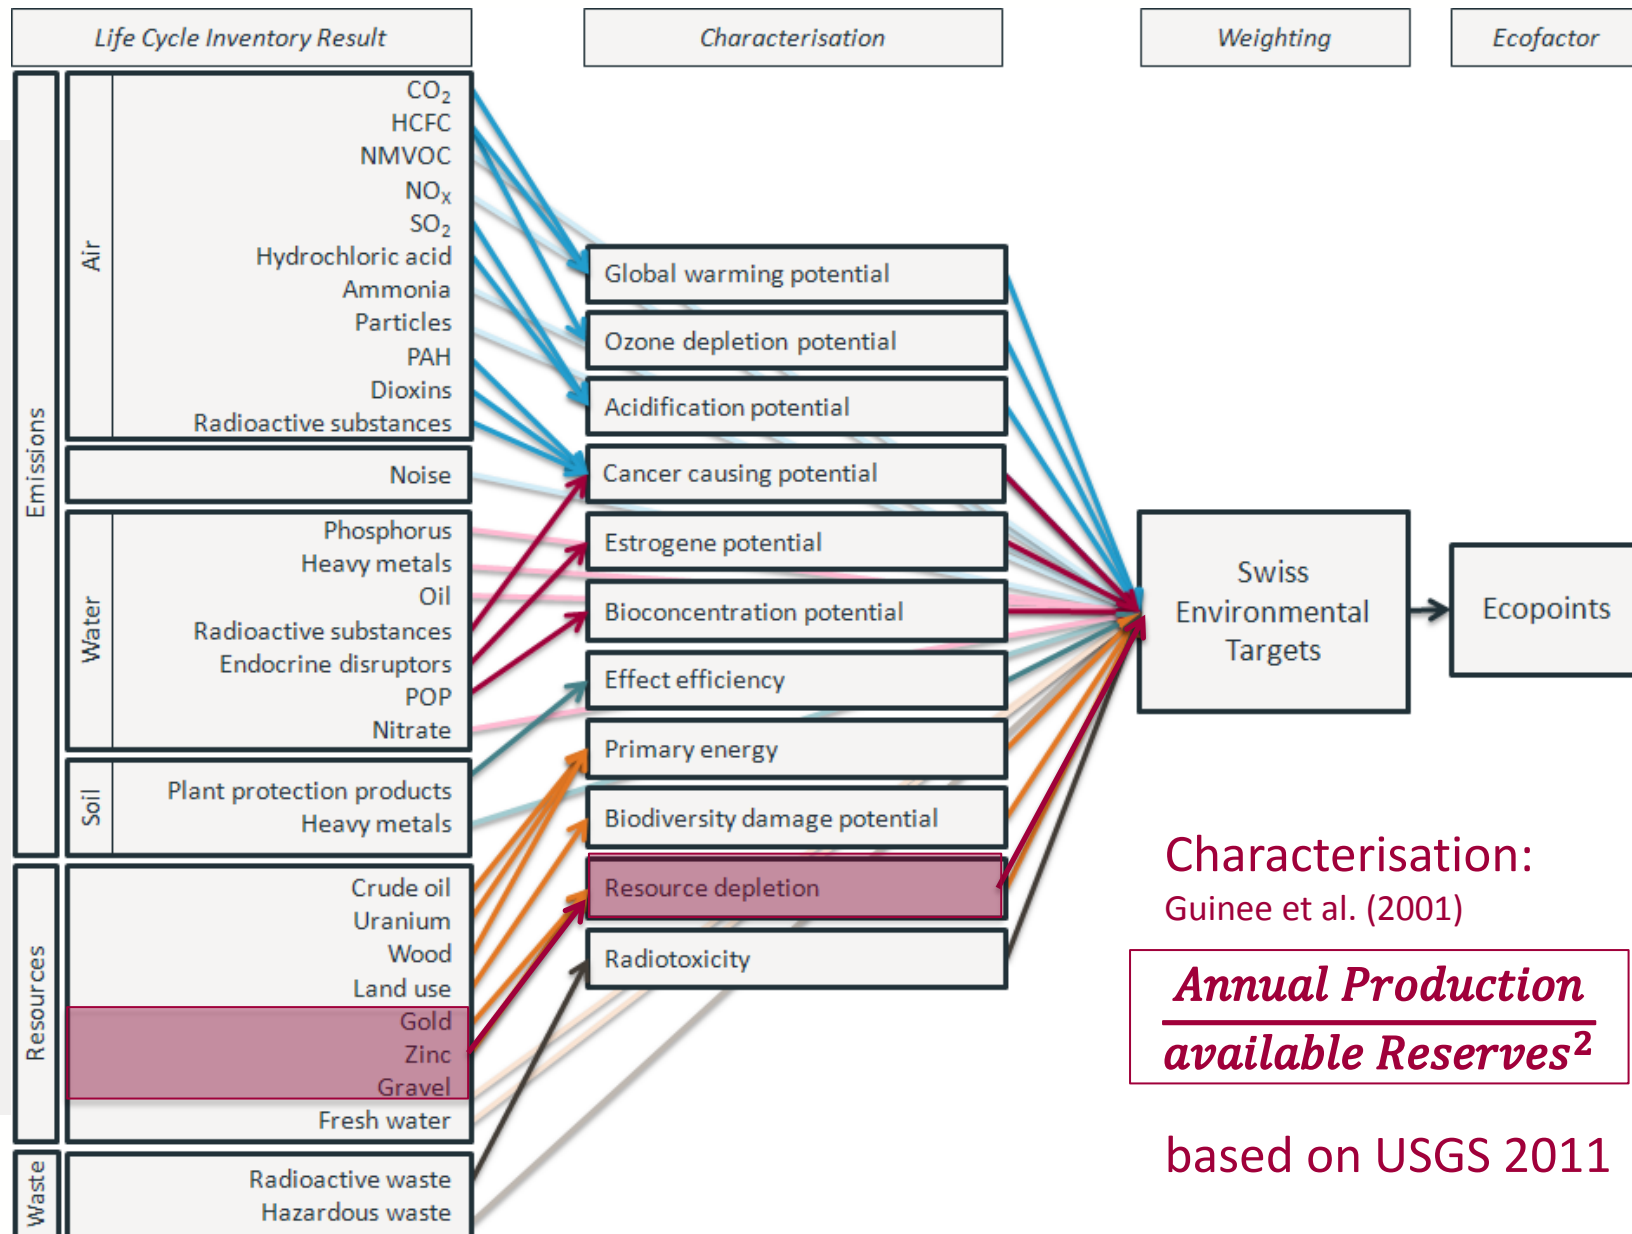 Life Cycle Inventory Result
Characterisation
Weighting
Ecofactor
Emissions
Air
CO₂
HCFC
NMVOC
NOₓ
SO₂
Hydrochloric acid
Ammonia
Particles
PAH
Dioxins
Radioactive substances
Noise
Water
Phosphorus
Heavy metals
Oil
Radioactive substances
Endocrine disruptors
POP
Nitrate
Soil
Plant protection products
Heavy metals
Resources
Crude oil
Uranium
Wood
Land use
Gold
Zinc
Gravel
Fresh water
Waste
Radioactive waste
Hazardous waste
Global warming potential
Ozone depletion potential
Acidification potential
Cancer causing potential
Estrogene potential
Bioconcentration potential
Effect efficiency
Primary energy
Biodiversity damage potential
Resource depletion
Radiotoxicity
Swiss
Environmental
Targets
Ecopoints
Characterisation:
Guinee et al. (2001)
Annual Production
available Reserves²
based on USGS 2011